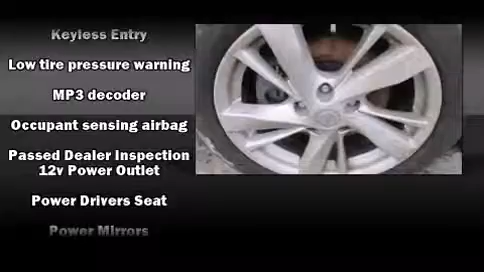 Keyless Entry
Low tire pressure warning
MP3 decoder
Occupant sensing airbag
Passed Dealer Inspection
12v Power Outlet
Power Drivers Seat
Power Mirrors